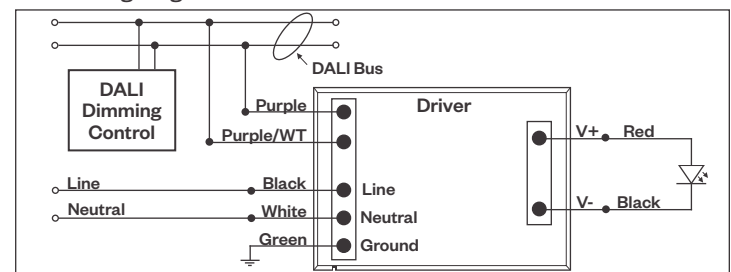 DALI Bus
DALI
Dimming
Control
Driver
Purple
Purple/WT
V+ Red
Line Black Line
Neutral White Neutral
V- Black
Green Ground